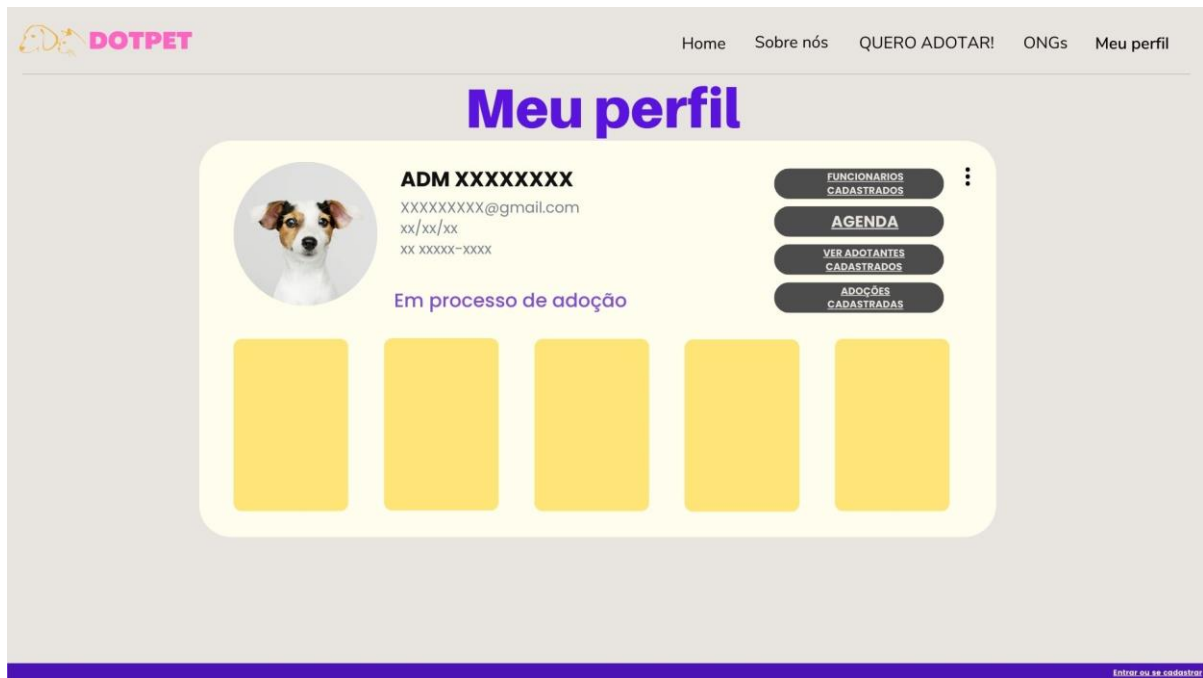 DOTPET
Home
Sobre nós
QUERO ADOTAR!
ONGs
Meu perfil
Meu perfil
ADM XXXXXXXX
XXXXXXXXX@gmail.com
xx/xx/xx
xx xxxxx-xxxx
Em processo de adoção
FUNCIONARIOS
CADASTRADOS
AGENDA
VER ADOTANTES
CADASTRADOS
ADOÇÕES
CADASTRADAS
Entrar ou se cadastrar